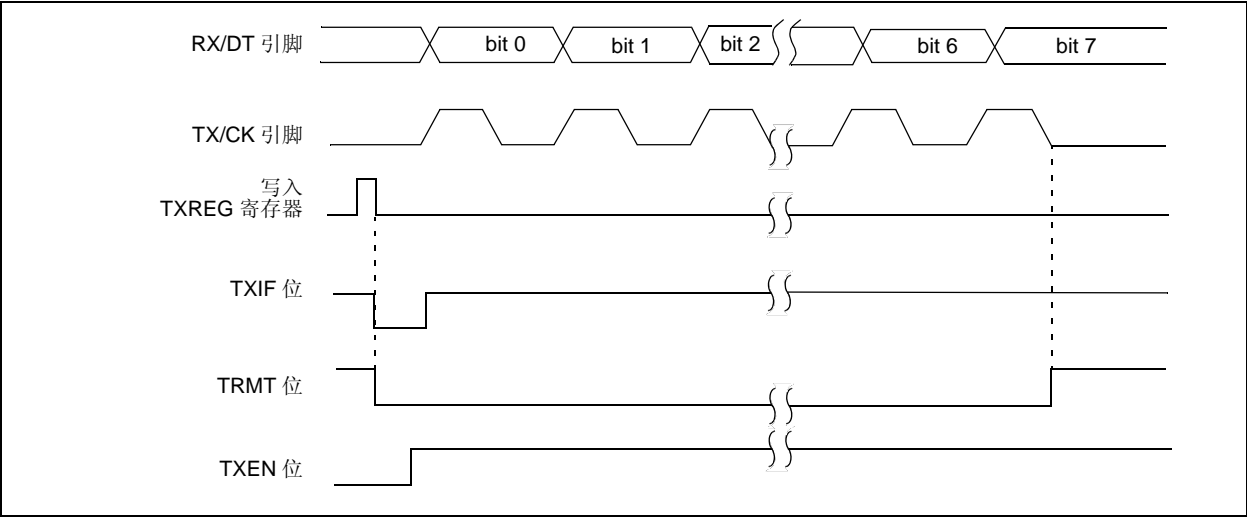 RX/DT 引脚
bit 0 bit 1 bit 2 bit 6 bit 7
TX/CK 引脚
写入
TXREG 寄存器
TXIF 位
TRMT 位
TXEN 位